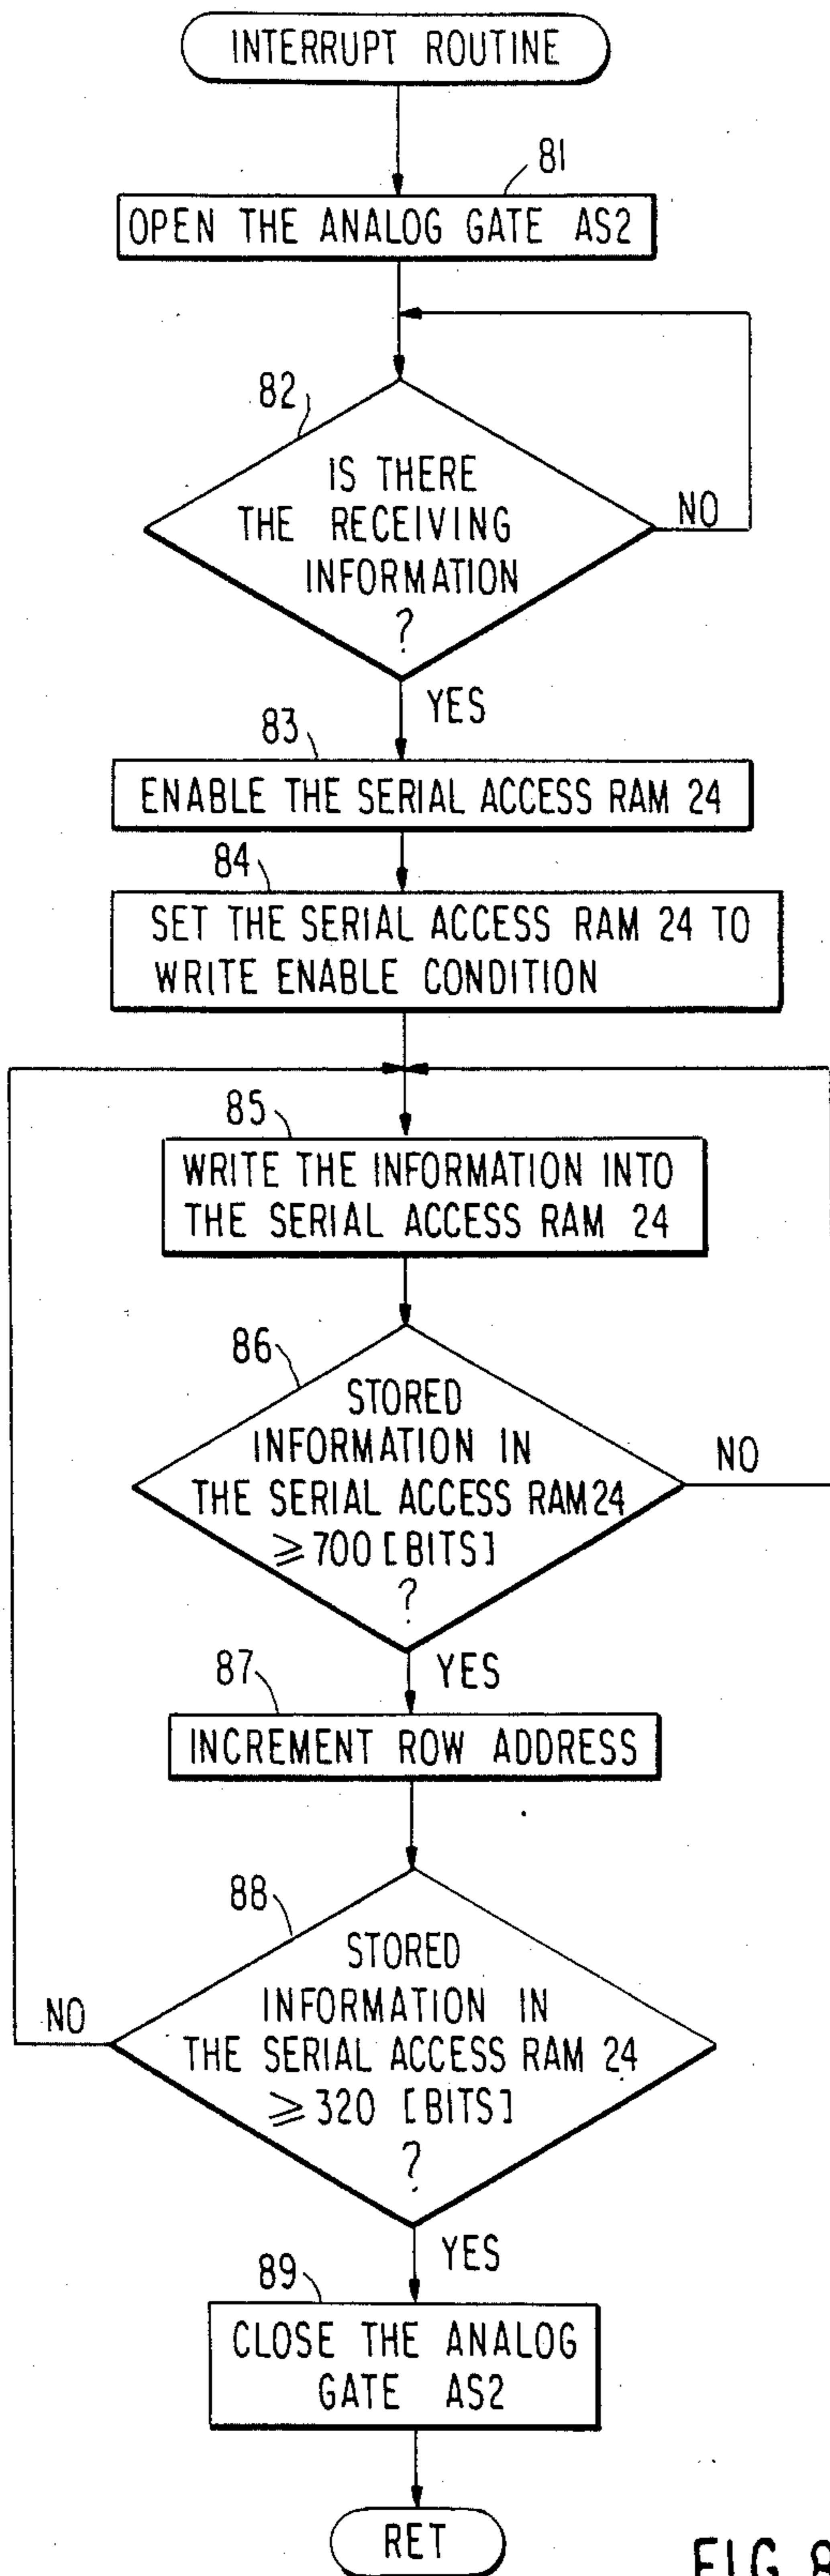 INTERRUPT ROUTINE
81
OPEN THE ANALOG GATE AS2
82
IS THERE
THE RECEIVING
INFORMATION
?
NO
YES
83
ENABLE THE SERIAL ACCESS RAM 24
84
SET THE SERIAL ACCESS RAM 24 TO
WRITE ENABLE CONDITION
85
WRITE THE INFORMATION INTO
THE SERIAL ACCESS RAM 24
86
STORED
INFORMATION IN
THE SERIAL ACCESS RAM 24
≥700 [BITS]
?
NO
YES
87
INCREMENT ROW ADDRESS
88
STORED
INFORMATION IN
THE SERIAL ACCESS RAM 24
≥320 [BITS]
?
NO
YES
89
CLOSE THE ANALOG
GATE AS2
RET
FIG.8